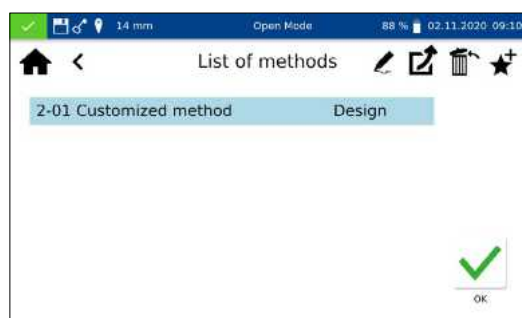 14 mm Open Mode 88 % 02.11.2020 09:10
List of methods
2-01 Customized method Design
OK